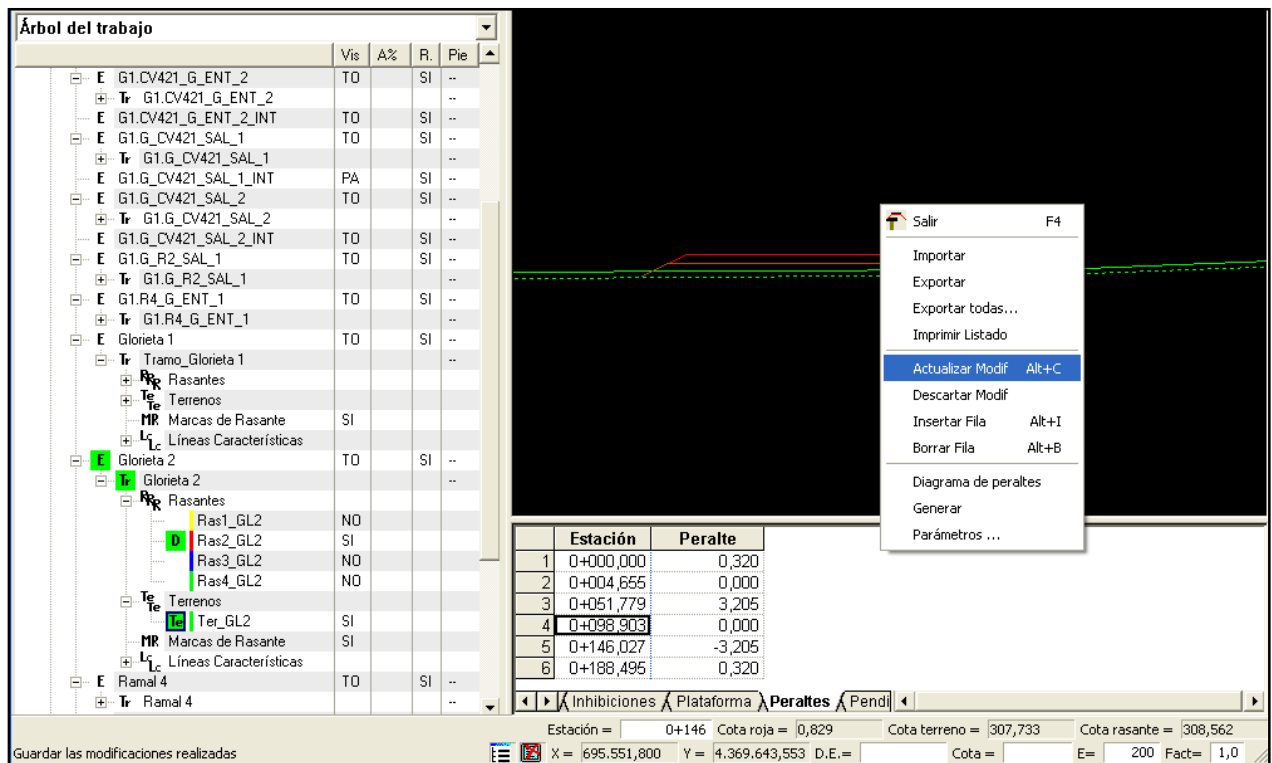 Árbol del trabajo
Vis A% R. Pie
E G1.CV421_G_ENT_2 TO SI --
Tr G1.CV421_G_ENT_2 --
E G1.CV421_G_ENT_2_INT TO SI --
E G1.G_CV421_SAL_1 TO SI --
Tr G1.G_CV421_SAL_1 --
E G1.G_CV421_SAL_1_INT PA SI --
E G1.G_CV421_SAL_2 TO SI --
Tr G1.G_CV421_SAL_2 --
E G1.G_CV421_SAL_2_INT TO SI --
E G1.G_R2_SAL_1 TO SI --
Tr G1.G_R2_SAL_1 --
E G1.R4_G_ENT_1 TO SI --
Tr G1.R4_G_ENT_1 --
E Glorieta 1 TO SI --
Tr Tramo_Glorieta 1 --
RRR Rasantes
Te Te Terrenos
MR Marcas de Rasante SI
Lc Lc Líneas Características
E Glorieta 2 TO SI --
Tr Glorieta 2 --
RRR Rasantes
Ras1_GL2 NO
D Ras2_GL2 SI
Ras3_GL2 NO
Ras4_GL2 NO
Te Te Terrenos
Te Ter_GL2 SI
MR Marcas de Rasante SI
Lc Lc Líneas Características
E Ramal 4 TO SI --
Tr Ramal 4 --
Salir F4
Importar
Exportar
Exportar todas...
Imprimir Listado
Actualizar Modif Alt+C
Descartar Modif
Insertar Fila Alt+I
Borrar Fila Alt+B
Diagrama de peraltes
Generar
Parámetros ...
Estación Peralte
1 0+000,000 0,320
2 0+004,655 0,000
3 0+051,779 3,205
4 0+098,903 0,000
5 0+146,027 -3,205
6 0+188,495 0,320
Inhibiciones Plataforma Peraltes Pendi
Estación = 0+146 Cota roja = 0,829 Cota terreno = 307,733 Cota rasante = 308,562
Guardar las modificaciones realizadas X = 695.551,800 Y = 4.369.643,553 D.E.= Cota = E= 200 Fact= 1,0